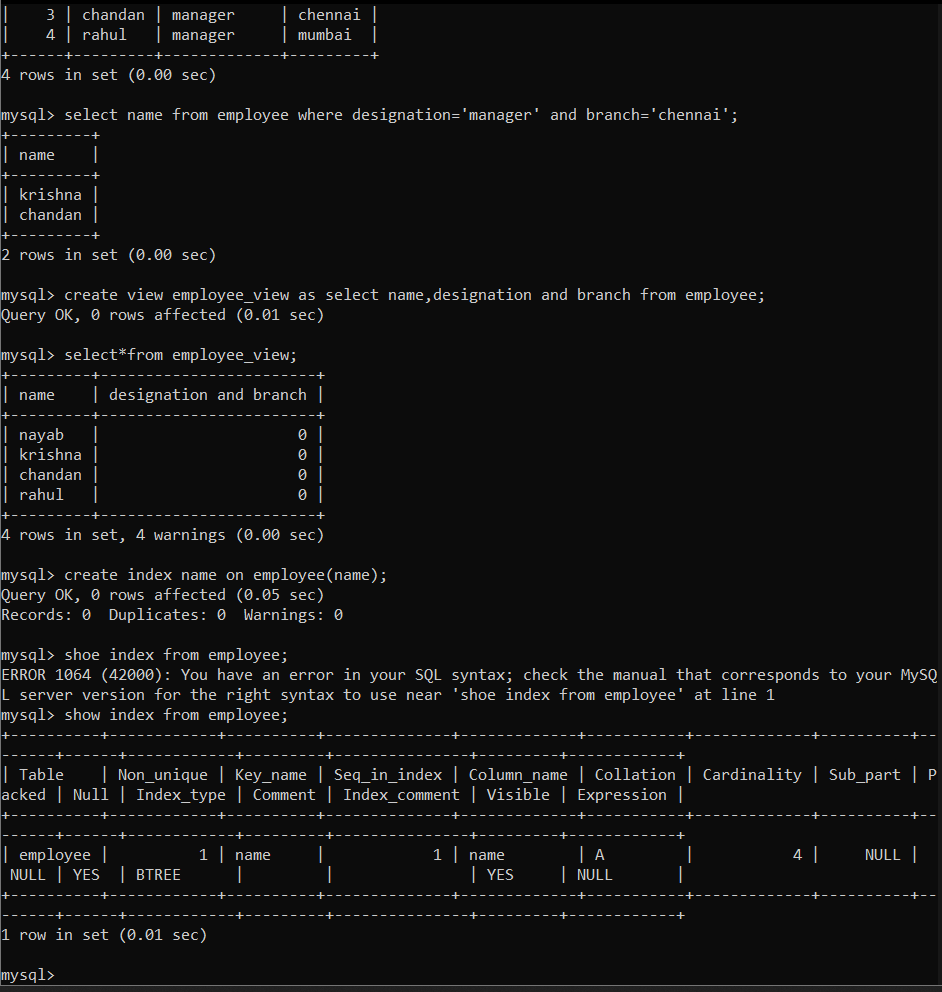 |    3 | chandan | manager     | chennai |
|    4 | rahul   | manager     | mumbai  |
+------+---------+-------------+---------+
4 rows in set (0.00 sec)

mysql> select name from employee where designation='manager' and branch='chennai';
+---------+
| name    |
+---------+
| krishna |
| chandan |
+---------+
2 rows in set (0.00 sec)

mysql> create view employee_view as select name,designation and branch from employee;
Query OK, 0 rows affected (0.01 sec)

mysql> select*from employee_view;
+---------+------------------------+
| name    | designation and branch |
+---------+------------------------+
| nayab   |                      0 |
| krishna |                      0 |
| chandan |                      0 |
| rahul   |                      0 |
+---------+------------------------+
4 rows in set, 4 warnings (0.00 sec)

mysql> create index name on employee(name);
Query OK, 0 rows affected (0.05 sec)
Records: 0  Duplicates: 0  Warnings: 0

mysql> shoe index from employee;
ERROR 1064 (42000): You have an error in your SQL syntax; check the manual that corresponds to your MySQ
L server version for the right syntax to use near 'shoe index from employee' at line 1
mysql> show index from employee;
+----------+------------+----------+--------------+-------------+-----------+-------------+----------+--
------+------+------------+---------+---------------+---------+------------+
| Table    | Non_unique | Key_name | Seq_in_index | Column_name | Collation | Cardinality | Sub_part | P
acked | Null | Index_type | Comment | Index_comment | Visible | Expression |
+----------+------------+----------+--------------+-------------+-----------+-------------+----------+--
------+------+------------+---------+---------------+---------+------------+
| employee |          1 | name     |            1 | name        | A         |           4 |     NULL |
 NULL | YES  | BTREE      |         |               | YES     | NULL       |
+----------+------------+----------+--------------+-------------+-----------+-------------+----------+--
------+------+------------+---------+---------------+---------+------------+
1 row in set (0.01 sec)

mysql>